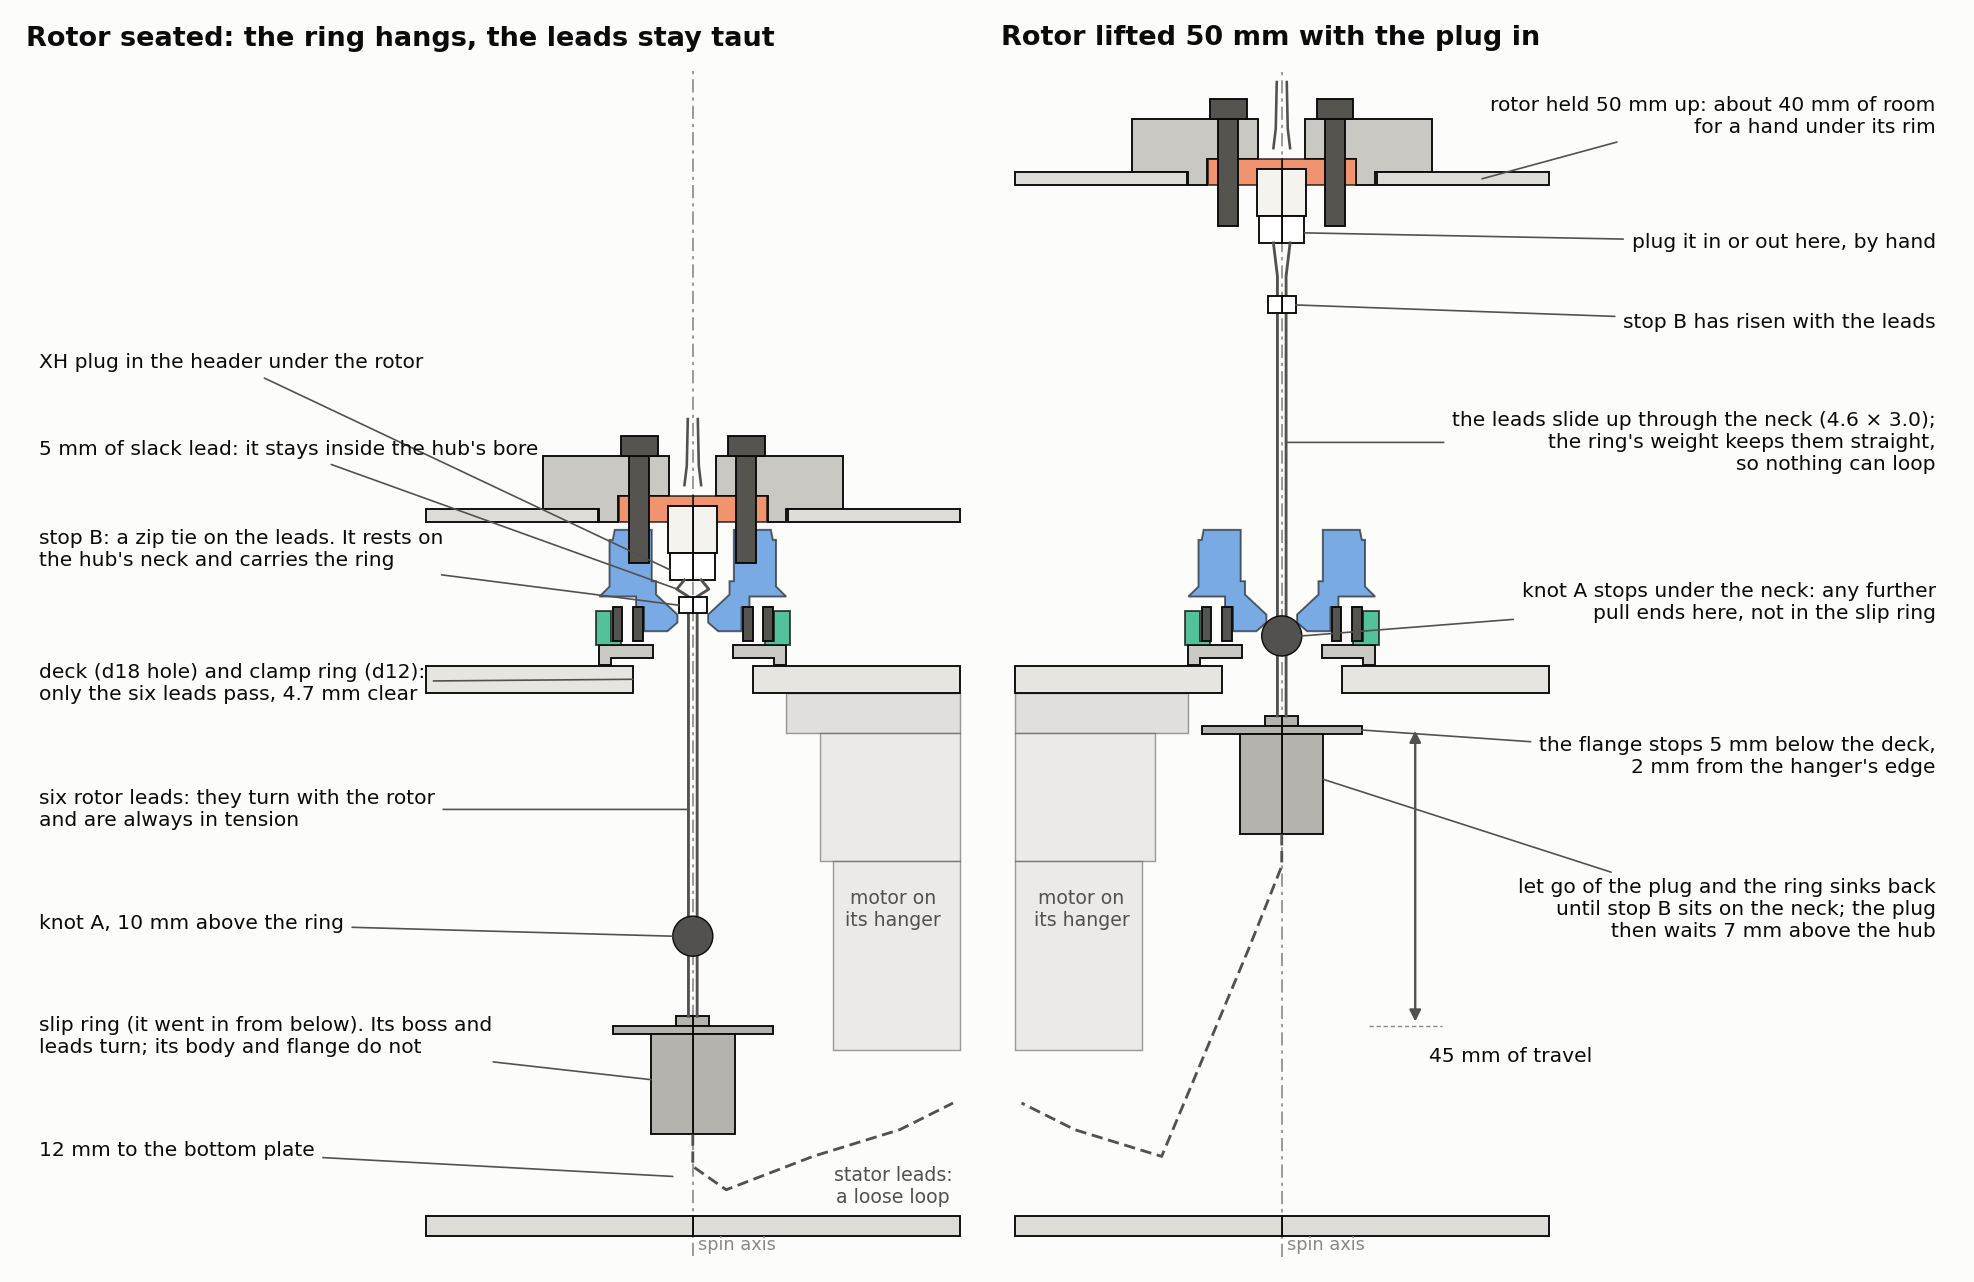 Rotor seated: the ring hangs, the leads stay taut
XH plug in the header under the rotor
5 mm of slack lead: it stays inside the hub's bore
stop B: a zip tie on the leads. It rests on
the hub's neck and carries the ring
deck (d18 hole) and clamp ring (d12):
only the six leads pass, 4.7 mm clear
six rotor leads: they turn with the rotor
and are always in tension
knot A, 10 mm above the ring
slip ring (it went in from below). Its boss and
leads turn; its body and flange do not
12 mm to the bottom plate
motor on
its hanger
stator leads:
a loose loop
spin axis
Rotor lifted 50 mm with the plug in
rotor held 50 mm up: about 40 mm of room
for a hand under its rim
plug it in or out here, by hand
stop B has risen with the leads
the leads slide up through the neck (4.6 × 3.0);
the ring's weight keeps them straight,
so nothing can loop
knot A stops under the neck: any further
pull ends here, not in the slip ring
the flange stops 5 mm below the deck,
2 mm from the hanger's edge
motor on
its hanger
let go of the plug and the ring sinks back
until stop B sits on the neck; the plug
then waits 7 mm above the hub
45 mm of travel
spin axis